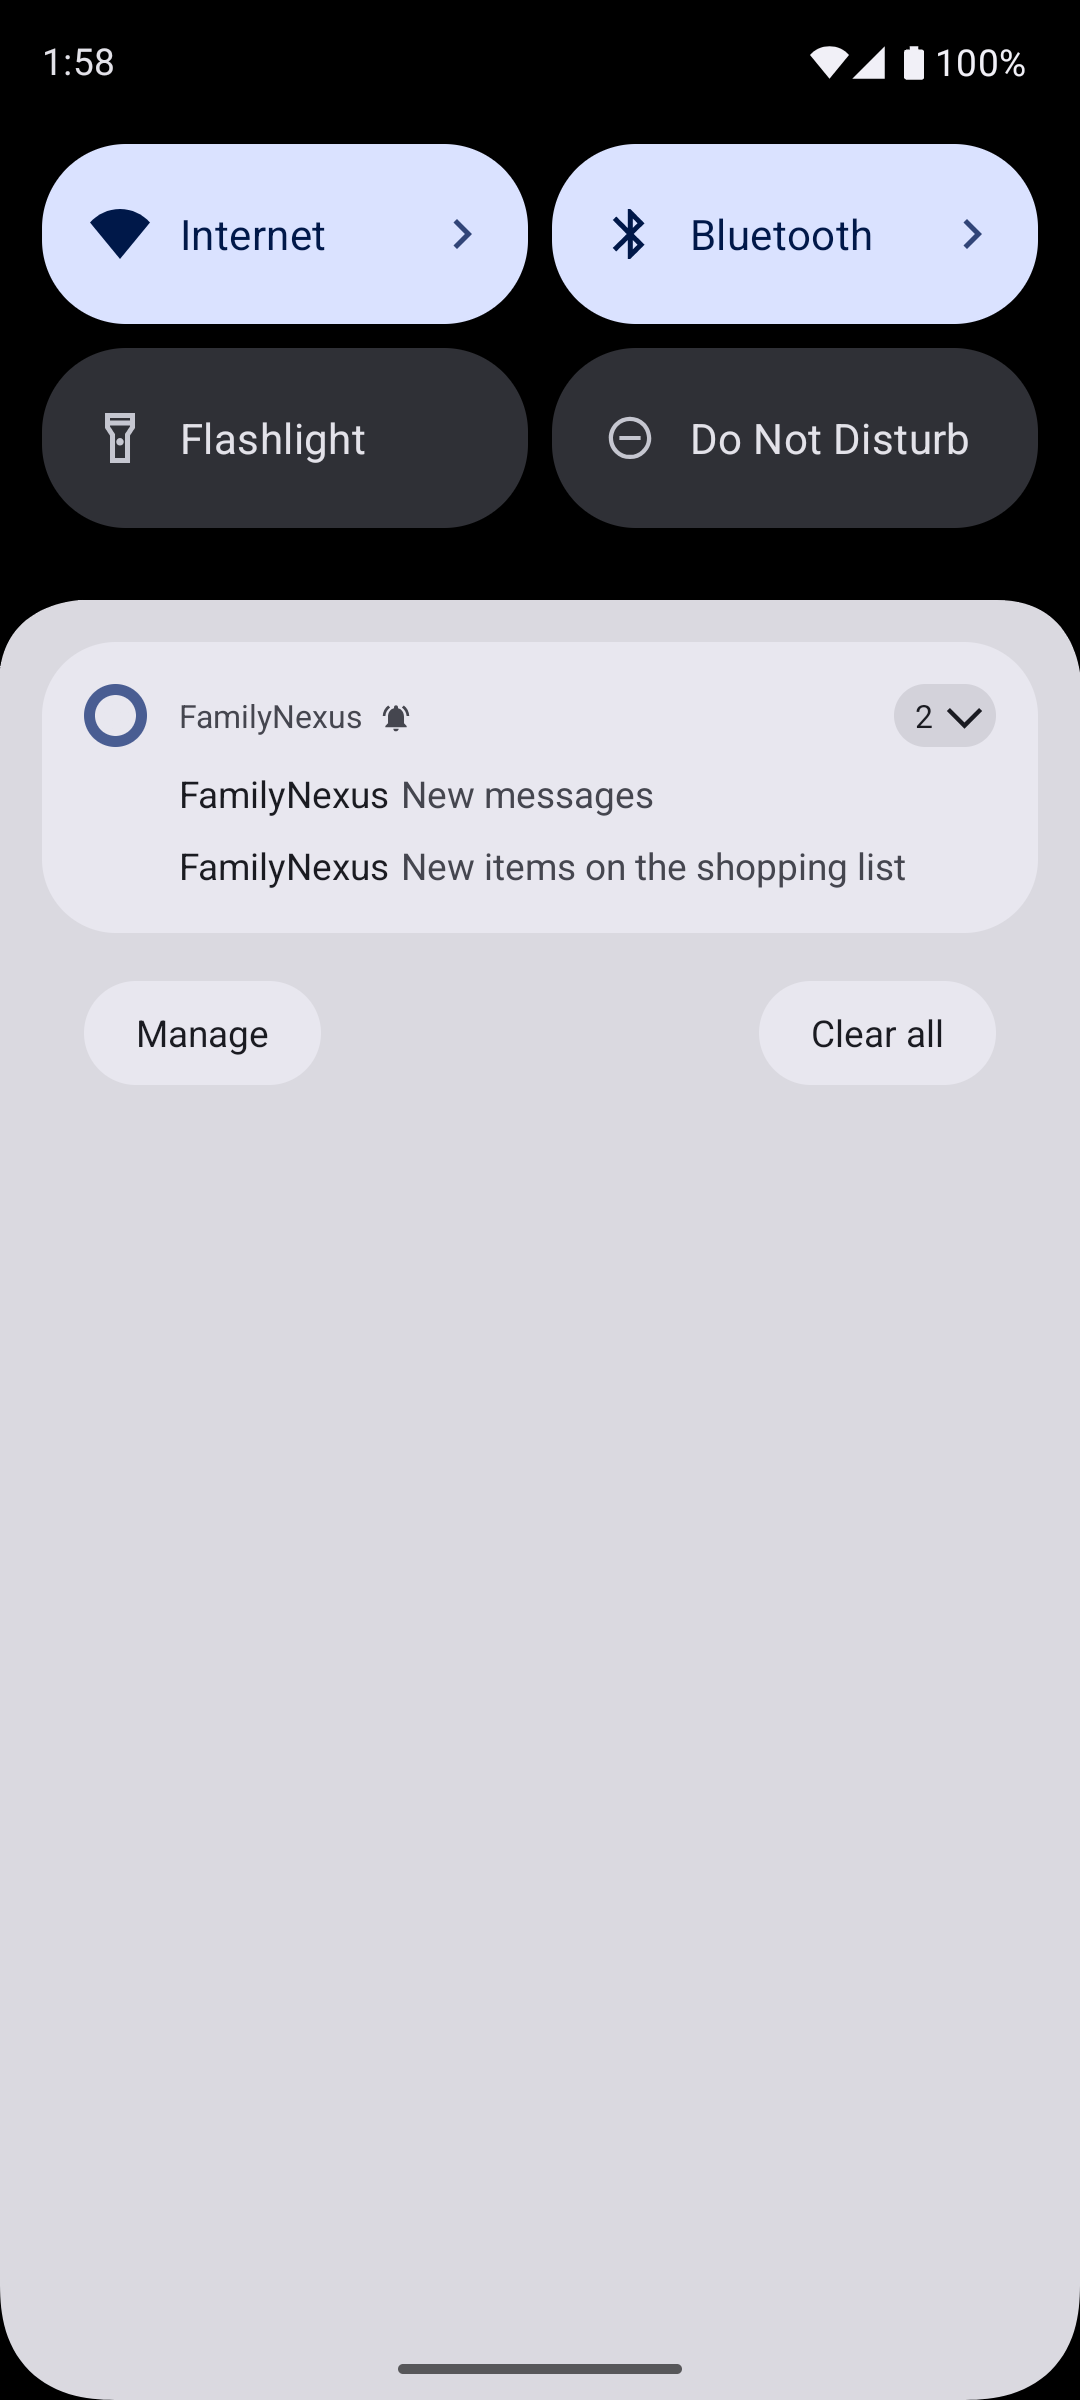 1:58
100%
Internet
Bluetooth
Flashlight
Do Not Disturb
FamilyNexus
2
FamilyNexus New messages
FamilyNexus New items on the shopping list
Manage
Clear all